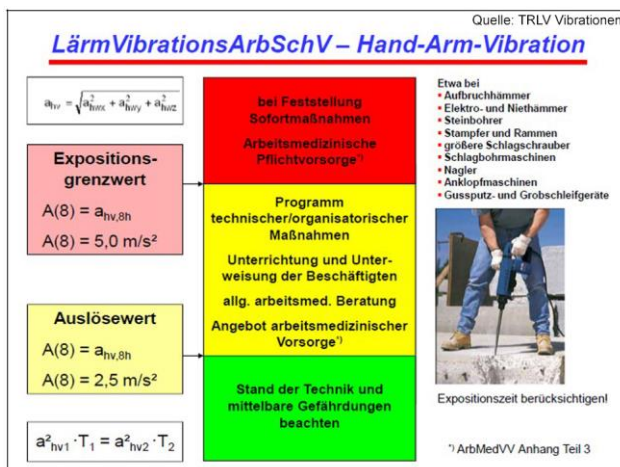 Quelle: TRLV Vibrationen
LärmVibrationsArbSchV – Hand-Arm-Vibration
a_hv = √(a²_hwx + a²_hwy + a²_hwz)
Expositions-
grenzwert
A(8) = a_hv,8h
A(8) = 5,0 m/s²
Auslösewert
A(8) = a_hv,8h
A(8) = 2,5 m/s²
a²_hv1 · T_1 = a²_hv2 · T_2
bei Feststellung
Sofortmaßnahmen
Arbeitsmedizinische
Pflichtvorsorge*)
Programm
technischer/organisatorischer
Maßnahmen
Unterrichtung und Unter-
weisung der Beschäftigten
allg. arbeitsmed. Beratung
Angebot arbeitsmedizinischer
Vorsorge*)
Stand der Technik und
mittelbare Gefährdungen
beachten
Etwa bei
▪ Aufbruchhämmer
▪ Elektro- und Niethämmer
▪ Steinbohrer
▪ Stampfer und Rammen
▪ größere Schlagschrauber
▪ Schlagbohrmaschinen
▪ Nagler
▪ Anklopfmaschinen
▪ Gussputz- und Grobschleifgeräte
Expositionszeit berücksichtigen!
*) ArbMedVV Anhang Teil 3